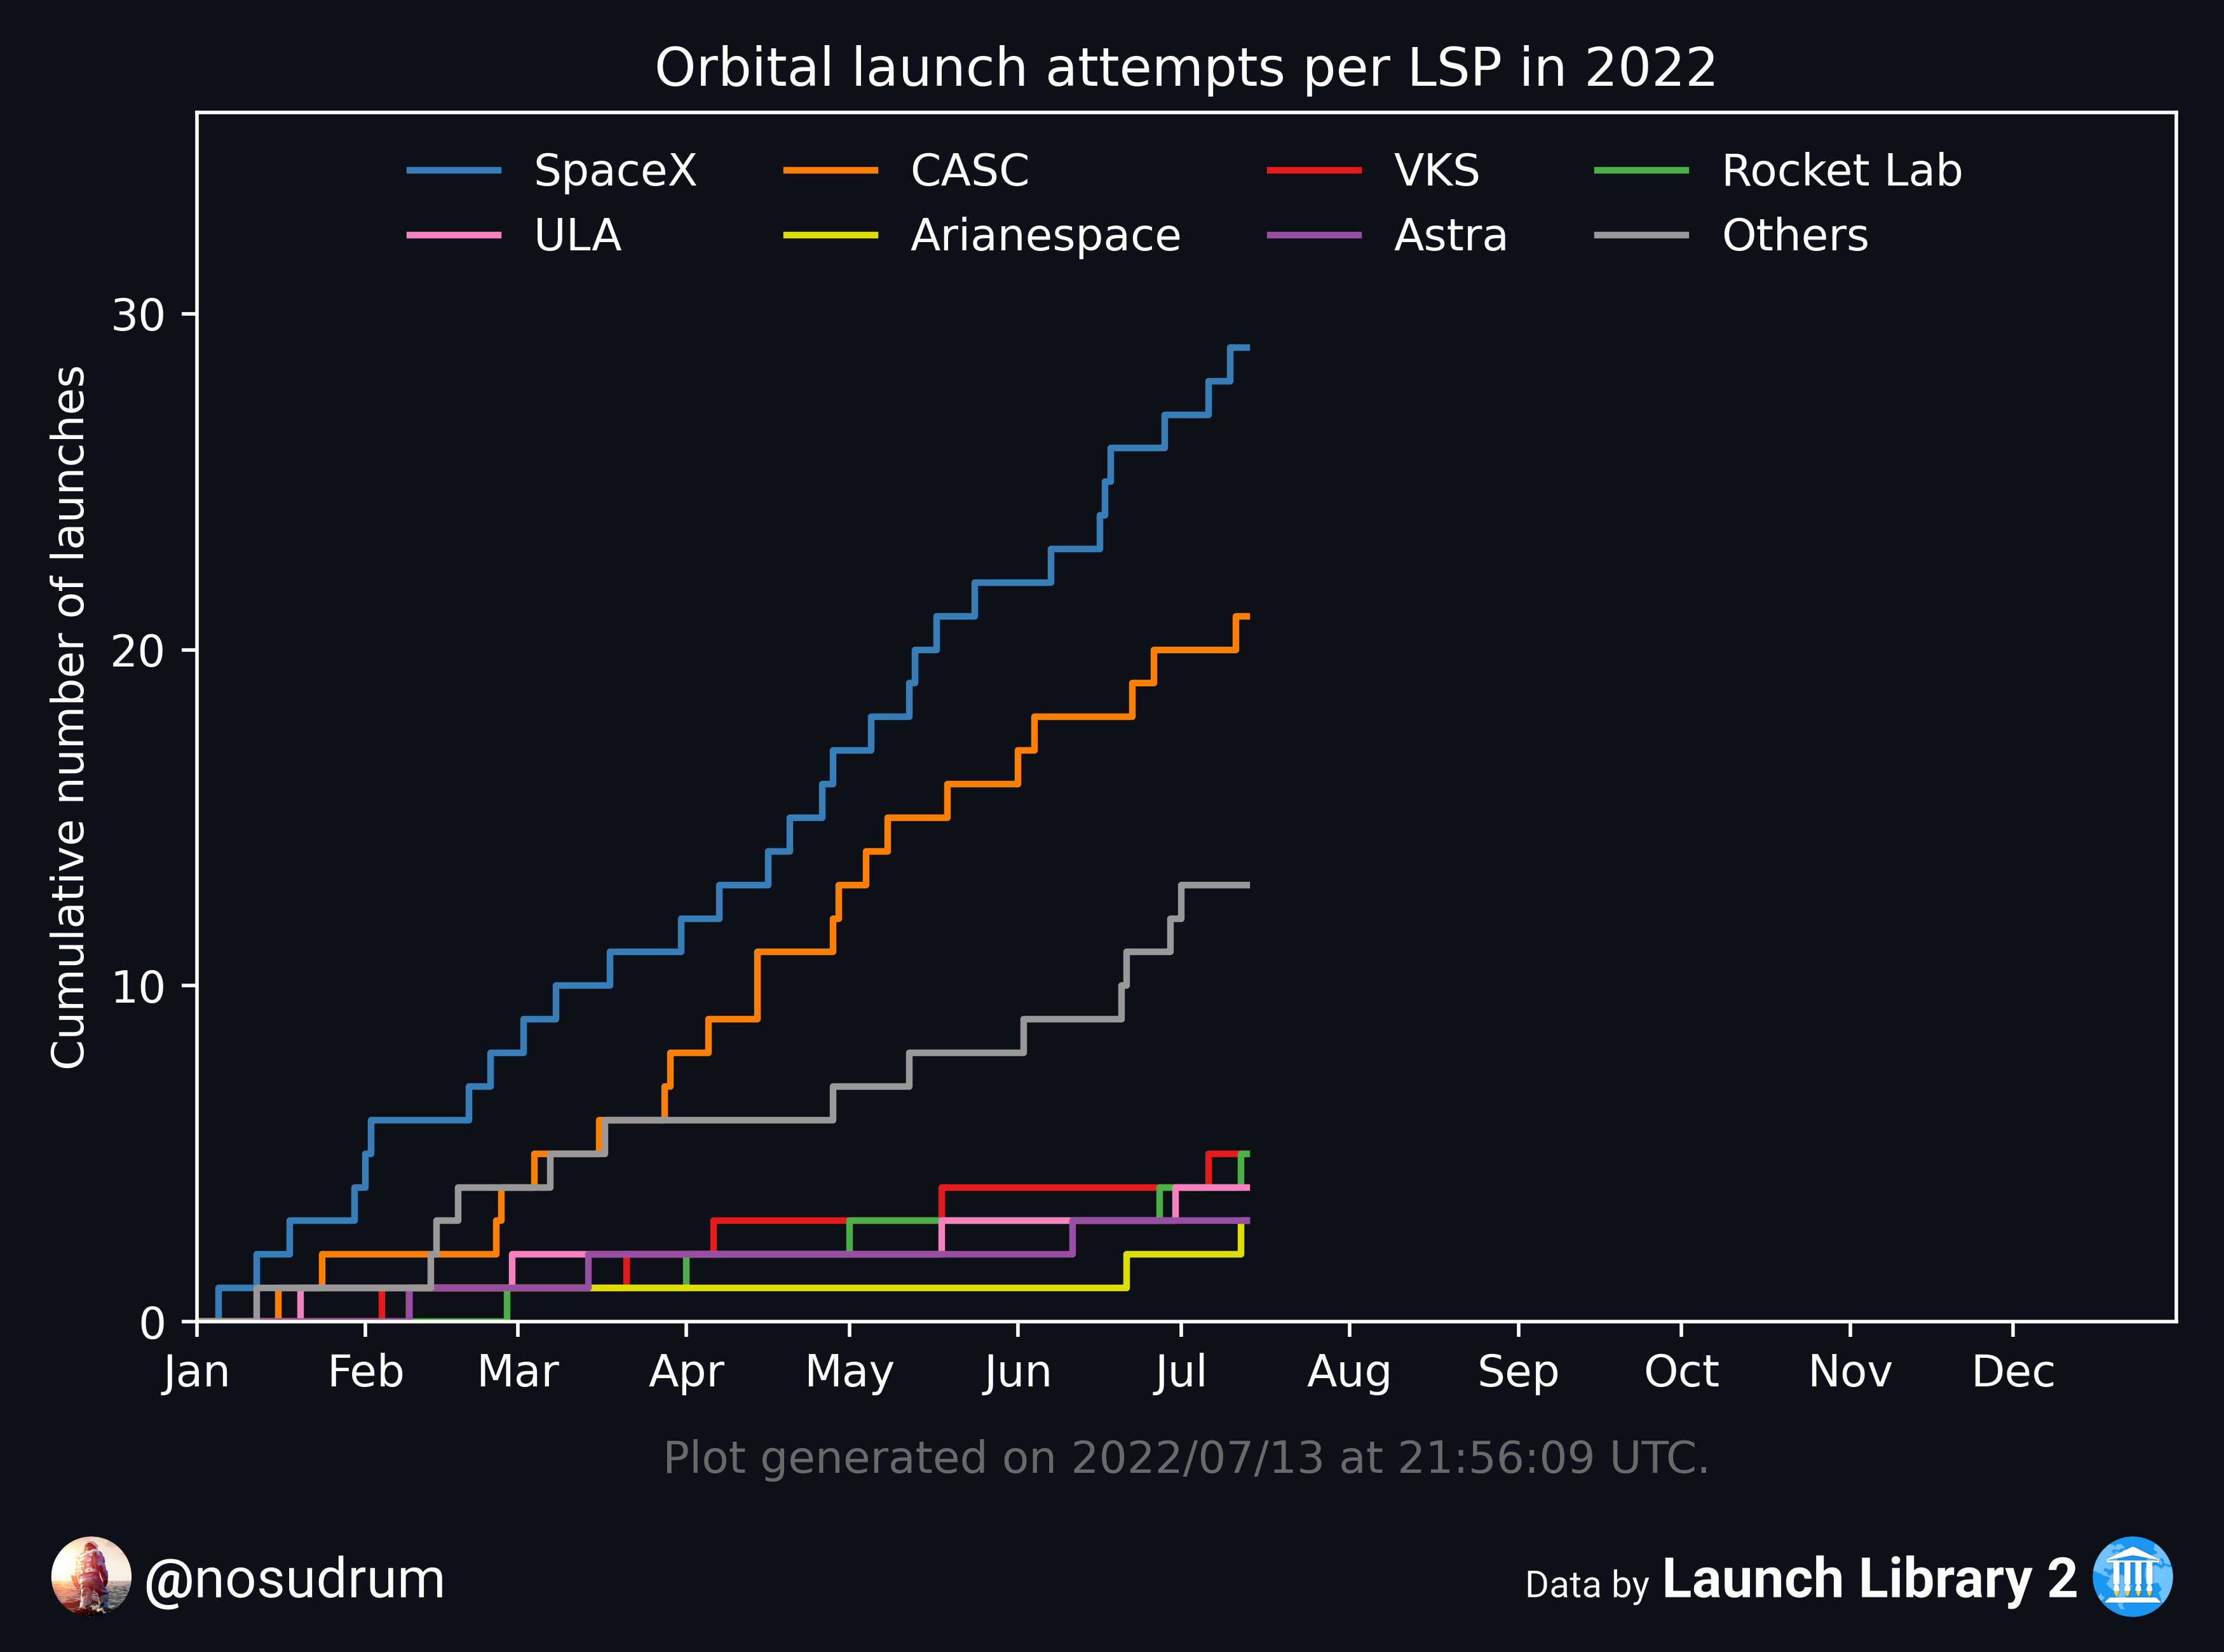 Orbital launch attempts per LSP in 2022
SpaceX CASC VKS Rocket Lab
ULA Arianespace Astra Others
Cumulative number of launches
30
20
10
0
Jan Feb Mar Apr May Jun Jul Aug Sep Oct Nov Dec
Plot generated on 2022/07/13 at 21:56:09 UTC.
@nosudrum
Data by Launch Library 2